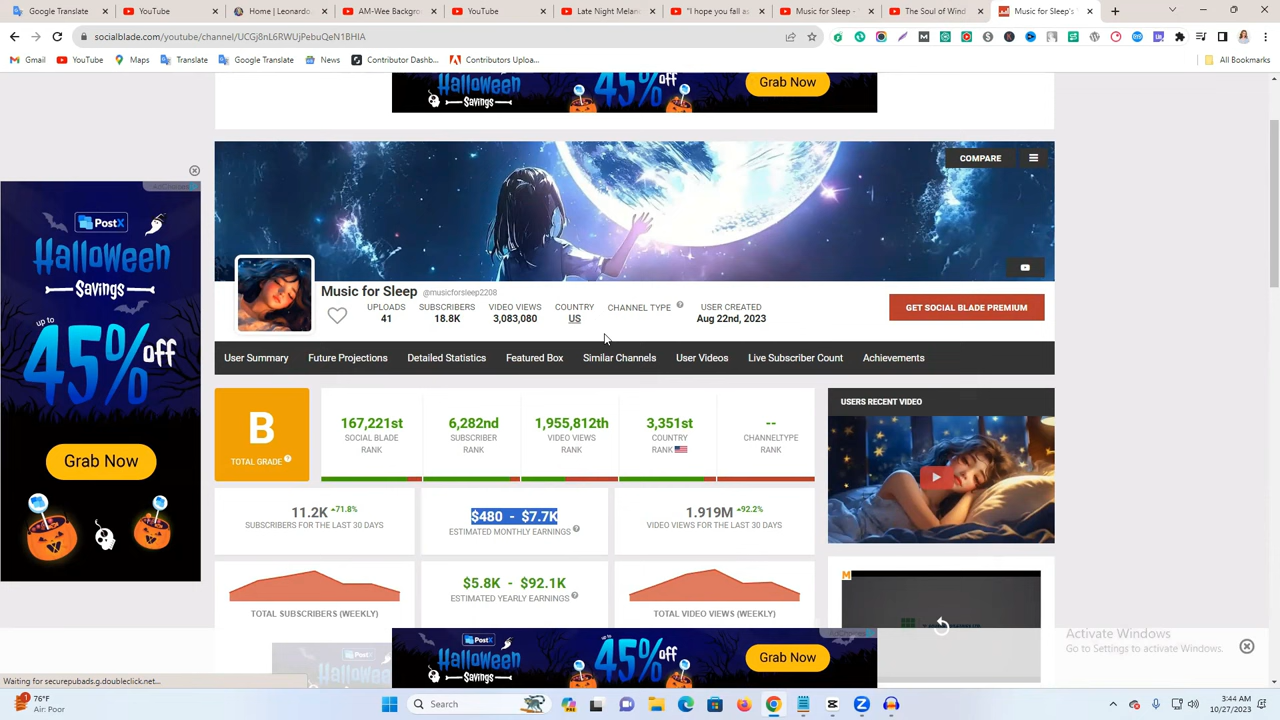 Google Trans
YouTube
Home | Leonardo.
AM-Wee Backgro
YouTube
Late Night Melanc
"I hope you fall as
Music for Sleep -
The Soul of Wind
Music for Sleep's
socialblade.com/youtube/channel/UCGj8nL6RWUjPebuQeN1BHIA
Gmail
YouTube
Maps
Translate
Google Translate
News
Contributor Dashb...
Contributors Uploa...
All Bookmarks
Halloween
Savings
45% off
Grab Now
COMPARE
Music for Sleep @musicforsleep2208
UPLOADS SUBSCRIBERS VIDEO VIEWS COUNTRY CHANNEL TYPE USER CREATED
41 18.8K 3,083,080 US Aug 22nd, 2023
GET SOCIAL BLADE PREMIUM
User Summary Future Projections Detailed Statistics Featured Box Similar Channels User Videos Live Subscriber Count Achievements
PostX
Halloween
Savings
up to
45% off
Grab Now
B
TOTAL GRADE
167,221st
SOCIAL BLADE
RANK
6,282nd
SUBSCRIBER
RANK
1,955,812th
VIDEO VIEWS
RANK
3,351st
COUNTRY
RANK
--
CHANNELTYPE
RANK
USERS RECENT VIDEO
11.2K 71.8%
SUBSCRIBERS FOR THE LAST 30 DAYS
$480 - $7.7K
ESTIMATED MONTHLY EARNINGS
1.919M 92.2%
VIDEO VIEWS FOR THE LAST 30 DAYS
TOTAL SUBSCRIBERS (WEEKLY)
$5.8K - $92.1K
ESTIMATED YEARLY EARNINGS
TOTAL VIDEO VIEWS (WEEKLY)
M
PostX
Halloween
Savings
up to
45% off
Grab Now
Activate Windows
Go to Settings to activate Windows.
Waiting for securepubads.g.doubleclick.net...
76°F
Air: Poor
Search
3:44 AM
10/27/2023